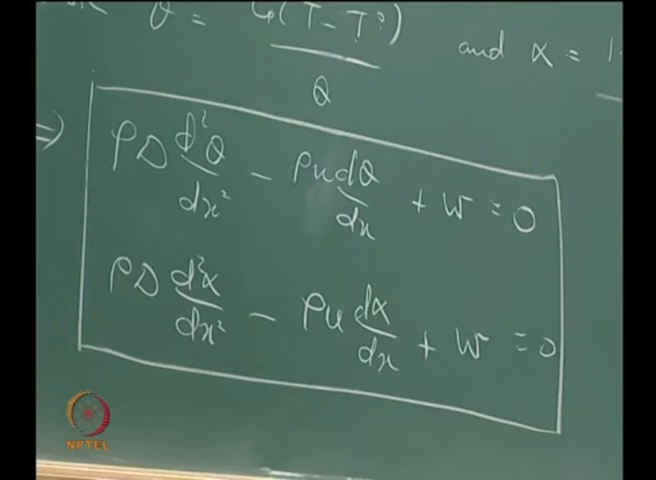 θ = Cp(T - T°) / Q and α = 1 -
⇒ ρD d²θ/dx² - ρu dθ/dx + w = 0
ρD d²α/dx² - ρu dα/dx + w = 0
NPTEL